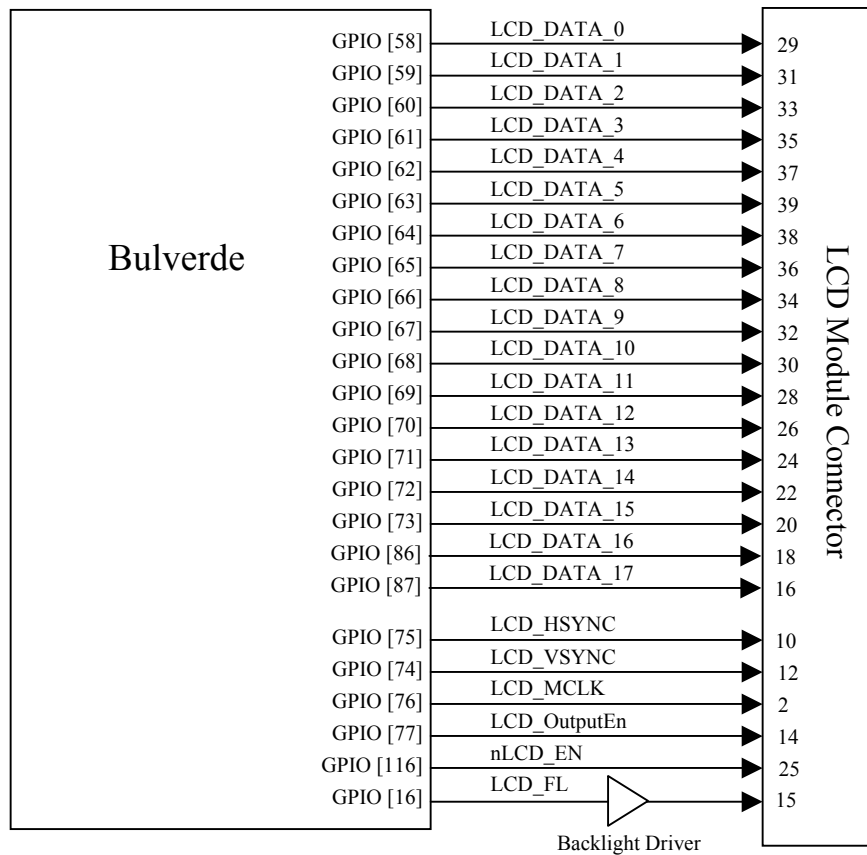 GPIO [58] LCD_DATA_0 29
GPIO [59] LCD_DATA_1 31
GPIO [60] LCD_DATA_2 33
GPIO [61] LCD_DATA_3 35
GPIO [62] LCD_DATA_4 37
GPIO [63] LCD_DATA_5 39
GPIO [64] LCD_DATA_6 38
GPIO [65] LCD_DATA_7 36
GPIO [66] LCD_DATA_8 34
GPIO [67] LCD_DATA_9 32
GPIO [68] LCD_DATA_10 30
GPIO [69] LCD_DATA_11 28
GPIO [70] LCD_DATA_12 26
GPIO [71] LCD_DATA_13 24
GPIO [72] LCD_DATA_14 22
GPIO [73] LCD_DATA_15 20
GPIO [86] LCD_DATA_16 18
GPIO [87] LCD_DATA_17 16
GPIO [75] LCD_HSYNC 10
GPIO [74] LCD_VSYNC 12
GPIO [76] LCD_MCLK 2
GPIO [77] LCD_OutputEn 14
GPIO [116] nLCD_EN 25
GPIO [16] LCD_FL 15
Bulverde
LCD Module Connector
Backlight Driver